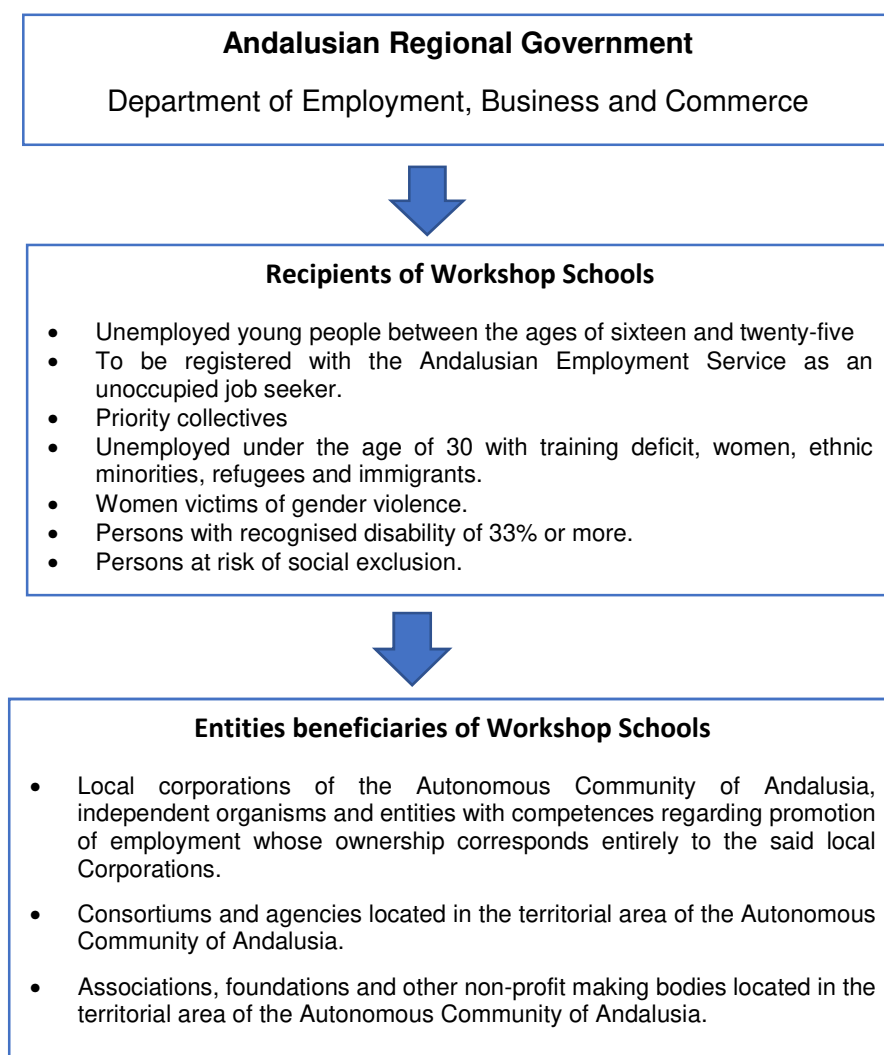 Andalusian Regional Government
Department of Employment, Business and Commerce
Recipients of Workshop Schools
• Unemployed young people between the ages of sixteen and twenty-five
• To be registered with the Andalusian Employment Service as an
unoccupied job seeker.
• Priority collectives
• Unemployed under the age of 30 with training deficit, women, ethnic
minorities, refugees and immigrants.
• Women victims of gender violence.
• Persons with recognised disability of 33% or more.
• Persons at risk of social exclusion.
Entities beneficiaries of Workshop Schools
• Local corporations of the Autonomous Community of Andalusia,
independent organisms and entities with competences regarding promotion
of employment whose ownership corresponds entirely to the said local
Corporations.
• Consortiums and agencies located in the territorial area of the Autonomous
Community of Andalusia.
• Associations, foundations and other non-profit making bodies located in the
territorial area of the Autonomous Community of Andalusia.